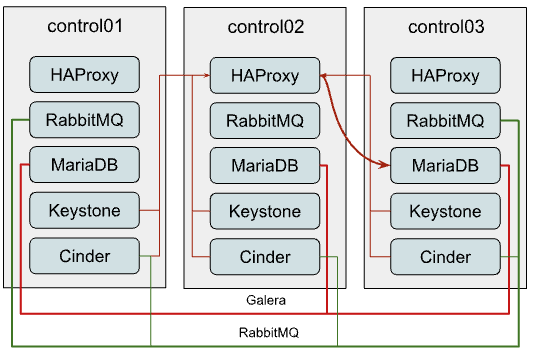 control01
HAProxy
RabbitMQ
MariaDB
Keystone
Cinder
control02
HAProxy
RabbitMQ
MariaDB
Keystone
Cinder
control03
HAProxy
RabbitMQ
MariaDB
Keystone
Cinder
Galera
RabbitMQ